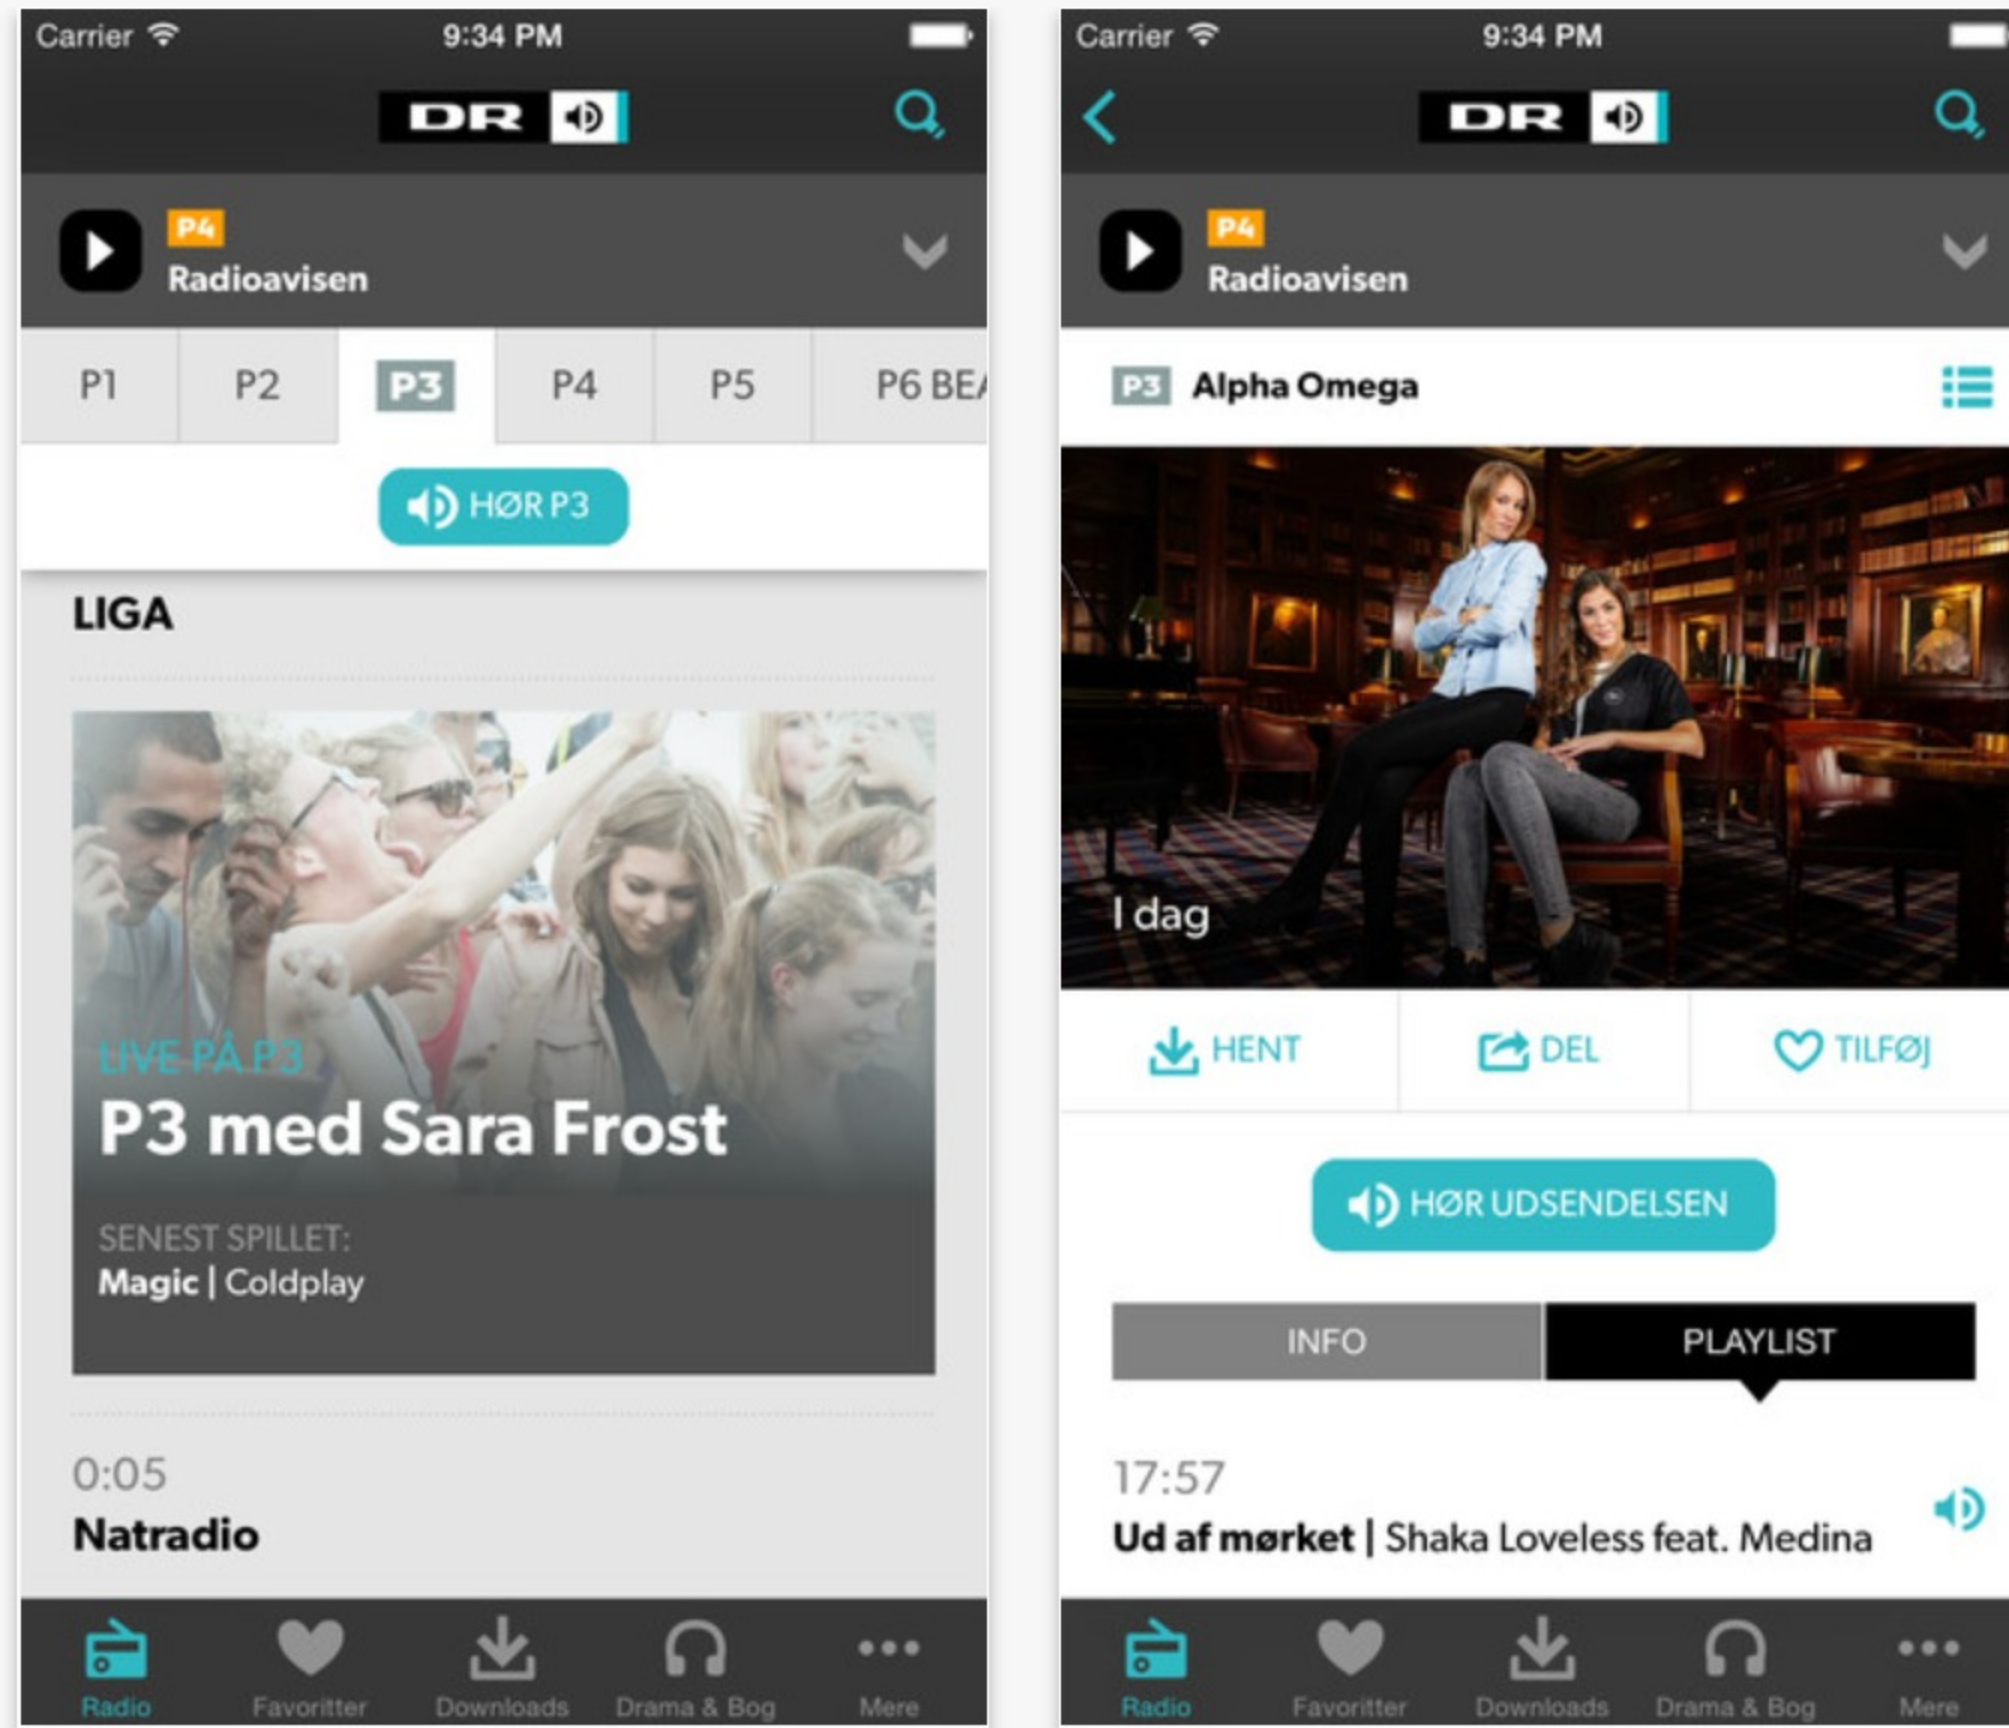 Carrier 9:34 PM
DR
P4
Radioavisen
P1 P2 P3 P4 P5 P6 BEA
HØR P3
LIGA
LIVE PÅ P3
P3 med Sara Frost
SENEST SPILLET:
Magic | Coldplay
0:05
Natradio
Radio Favoritter Downloads Drama & Bog Mere
Carrier 9:34 PM
DR
P4
Radioavisen
P3 Alpha Omega
I dag
HENT DEL TILFØJ
HØR UDSENDELSEN
INFO PLAYLIST
17:57
Ud af mørket | Shaka Loveless feat. Medina
Radio Favoritter Downloads Drama & Bog Mere